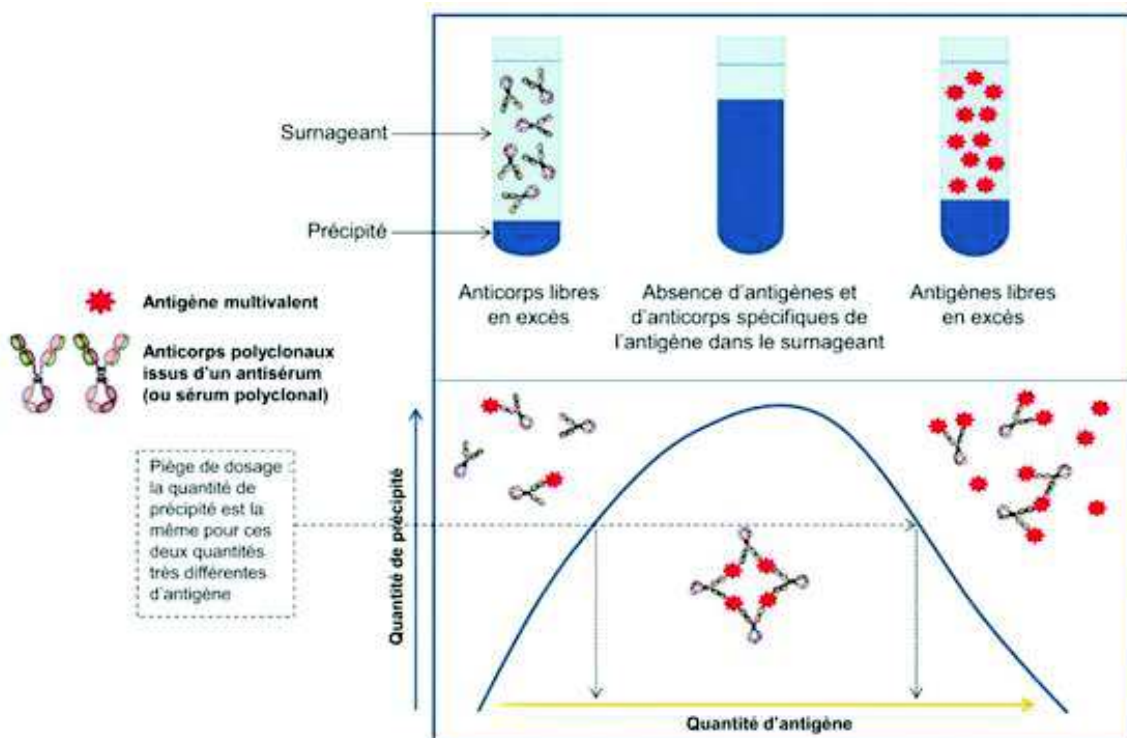 Surnageant
Précipité
Anticorps libres
en excès
Absence d'antigènes et
d'anticorps spécifiques de
l'antigène dans le surnageant
Antigènes libres
en excès
Antigène multivalent
Anticorps polyclonaux
issus d'un antisérum
(ou sérum polyclonal)
Piège de dosage :
la quantité de
précipité est la
même pour ces
deux quantités
très différentes
d'antigène
Quantité de précipité
Quantité d'antigène